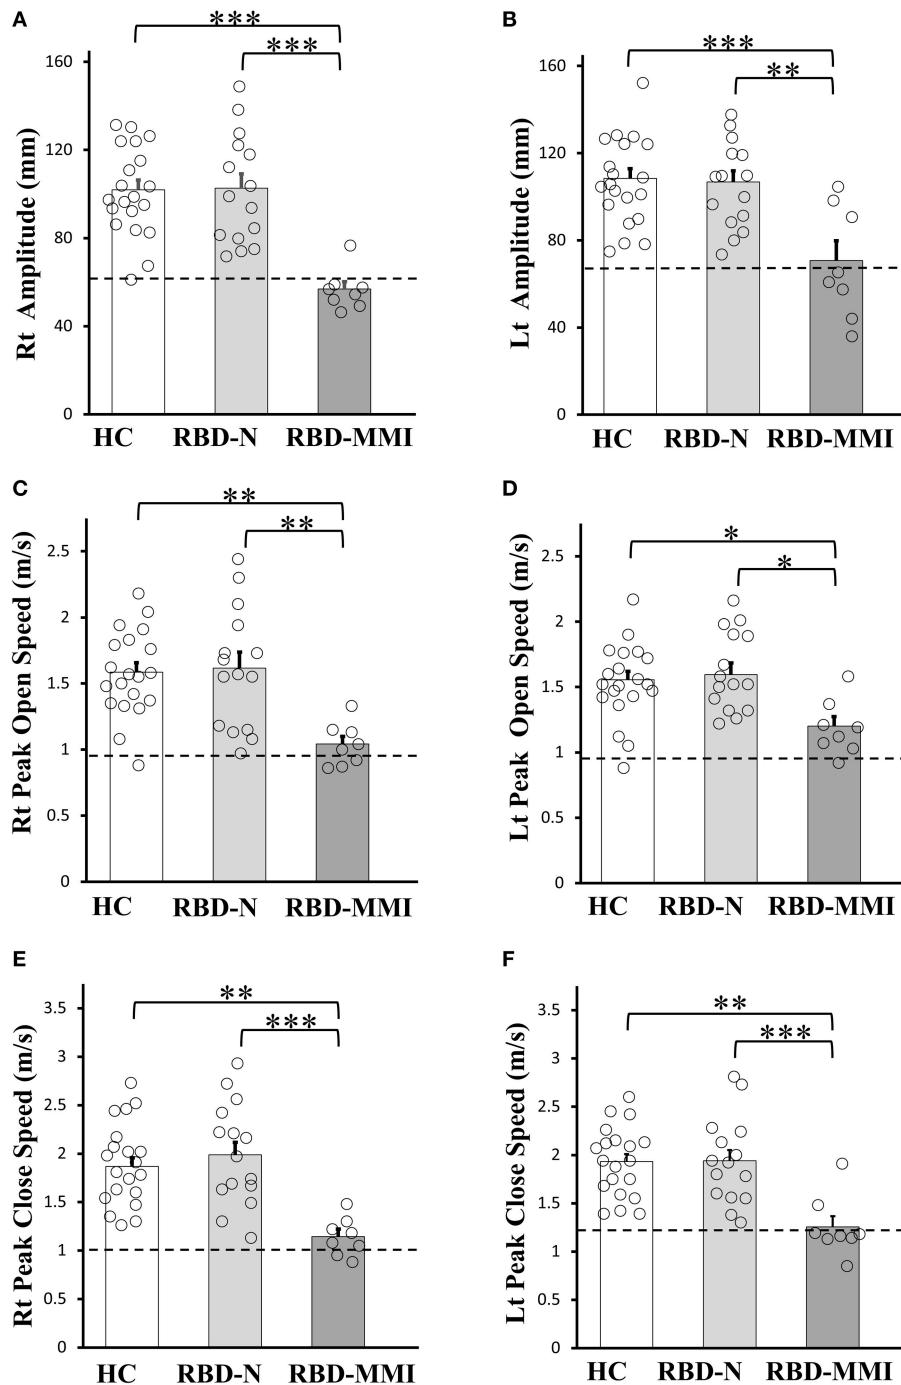 A
***
***
160
120
80
40
0
Rt Amplitude (mm)
HC RBD-N RBD-MMI
B
***
**
160
120
80
40
0
Lt Amplitude (mm)
HC RBD-N RBD-MMI
C
**
**
2.5
2
1.5
1
0.5
0
Rt Peak Open Speed (m/s)
HC RBD-N RBD-MMI
D
*
*
2.5
2
1.5
1
0.5
0
Lt Peak Open Speed (m/s)
HC RBD-N RBD-MMI
E
**
***
3.5
3
2.5
2
1.5
1
0.5
0
Rt Peak Close Speed (m/s)
HC RBD-N RBD-MMI
F
**
***
3.5
3
2.5
2
1.5
1
0.5
0
Lt Peak Close Speed (m/s)
HC RBD-N RBD-MMI